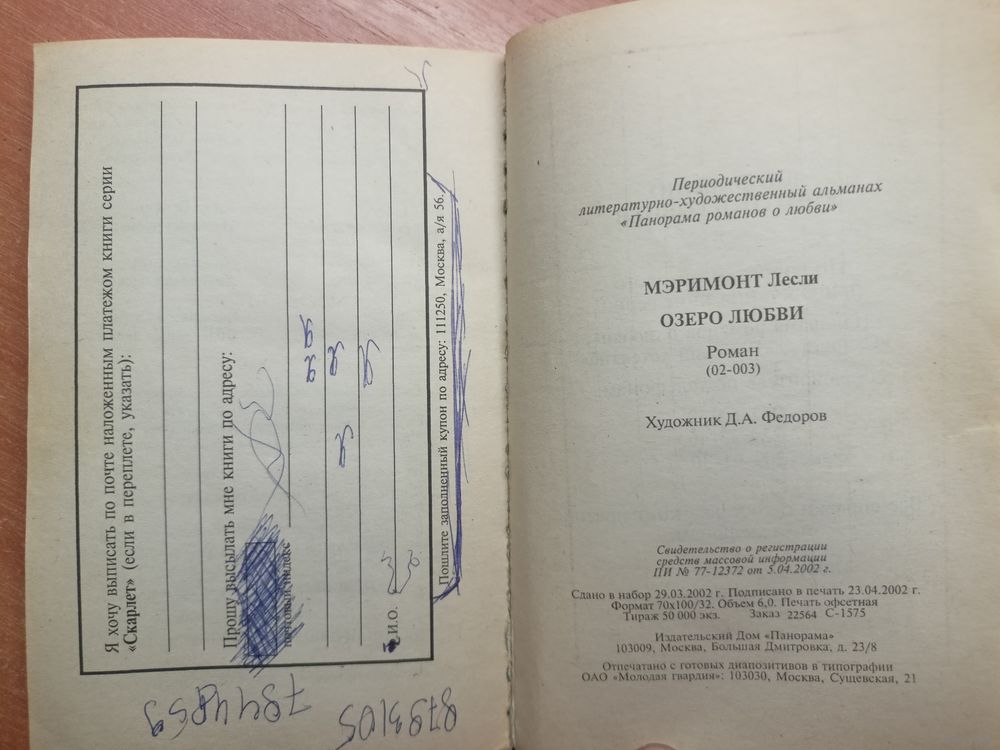 Я хочу выписать по почте наложенным платежом книги серии
«Скарлет» (если в переплете, указать):
Прошу высылать мне книги по адресу:
Почтовый индекс
Ф.И.О.
Пошлите заполненный купон по адресу: 111250, Москва, а/я 56.
Периодический
литературно-художественный альманах
«Панорама романов о любви»
МЭРИМОНТ Лесли
ОЗЕРО ЛЮБВИ
Роман
(02-003)
Художник Д.А. Федоров
Свидетельство о регистрации
средств массовой информации
ПИ № 77-12372 от 5.04.2002 г.
Сдано в набор 29.03.2002 г. Подписано в печать 23.04.2002 г.
Формат 70х100/32. Объем 6,0. Печать офсетная
Тираж 50 000 экз. Заказ 22564 С-1575
Издательский Дом «Панорама»
103009, Москва, Большая Дмитровка, д. 23/8
Отпечатано с готовых диапозитивов в типографии
ОАО «Молодая гвардия»: 103030, Москва, Сущевская, 21